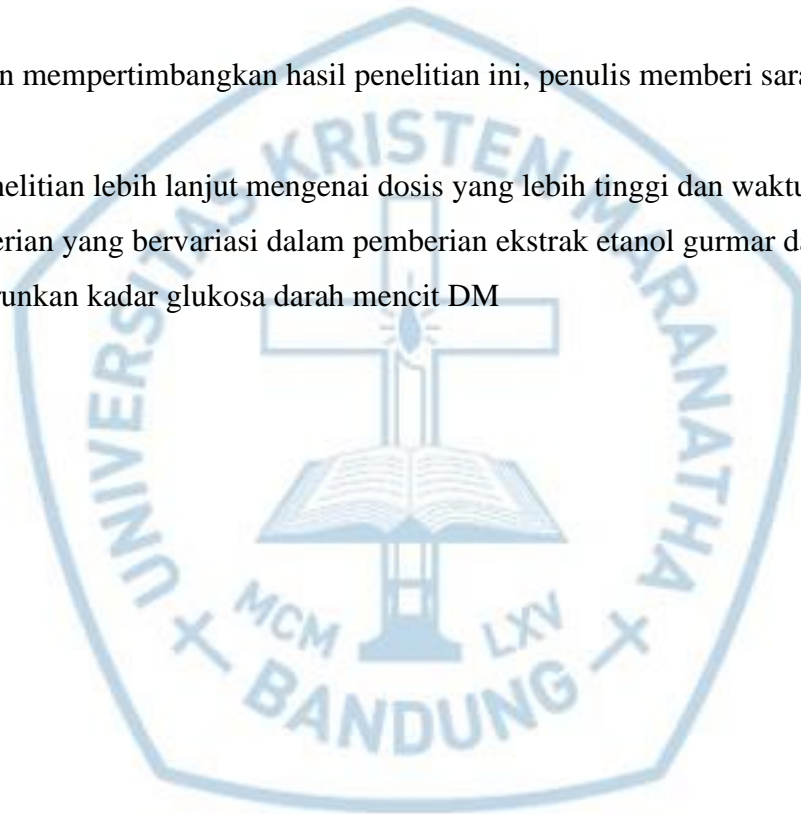 n mempertimbangkan hasil penelitian ini, penulis memberi sara
nelitian lebih lanjut mengenai dosis yang lebih tinggi dan waktu
erian yang bervariasi dalam pemberian ekstrak etanol gurmar da
runkan kadar glukosa darah mencit DM
UNIVERSITAS KRISTEN MARANATHA
MCM LXV
BANDUNG